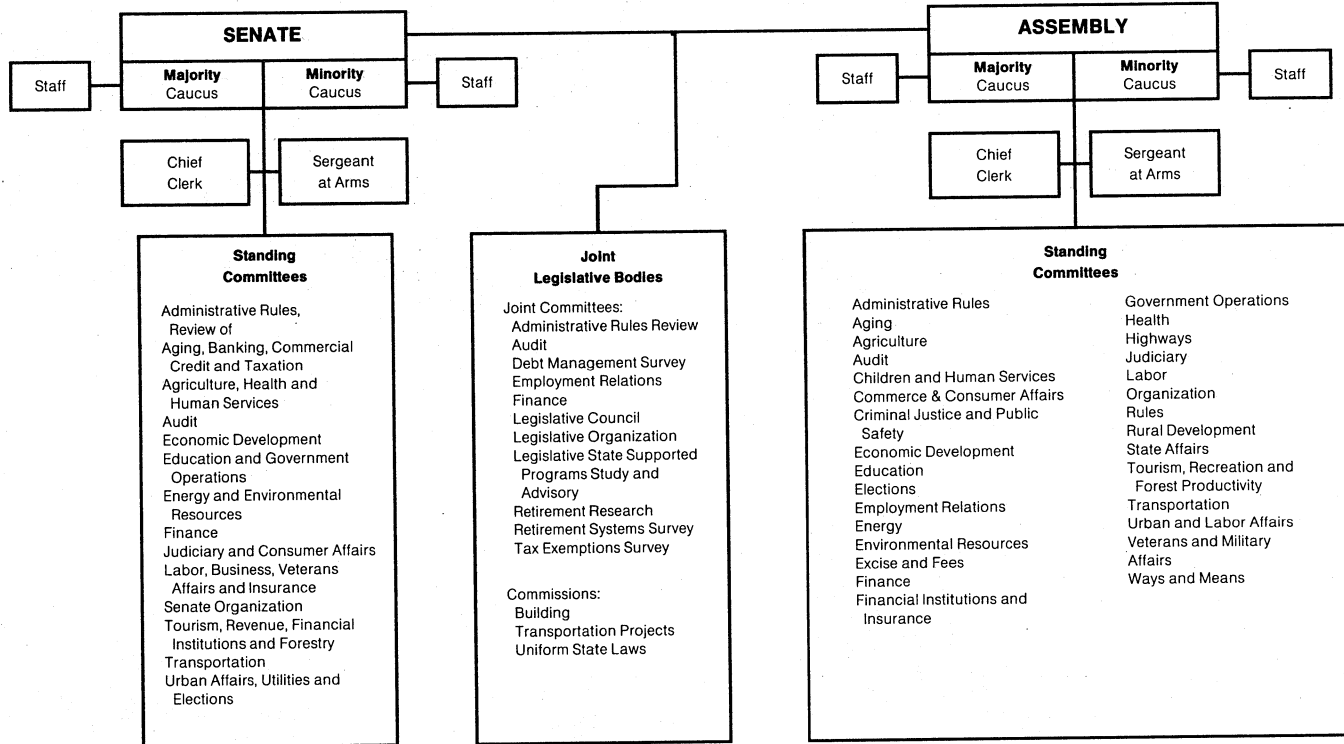 SENATE
Majority
Caucus
Minority
Caucus
Staff
Staff
Chief
Clerk
Sergeant
at Arms
ASSEMBLY
Majority
Caucus
Minority
Caucus
Staff
Staff
Chief
Clerk
Sergeant
at Arms
Standing
Committees
Administrative Rules,
Review of
Aging, Banking, Commercial
Credit and Taxation
Agriculture, Health and
Human Services
Audit
Economic Development
Education and Government
Operations
Energy and Environmental
Resources
Finance
Judiciary and Consumer Affairs
Labor, Business, Veterans
Affairs and Insurance
Senate Organization
Tourism, Revenue, Financial
Institutions and Forestry
Transportation
Urban Affairs, Utilities and
Elections
Joint
Legislative Bodies
Joint Committees:
Administrative Rules Review
Audit
Debt Management Survey
Employment Relations
Finance
Legislative Council
Legislative Organization
Legislative State Supported
Programs Study and
Advisory
Retirement Research
Retirement Systems Survey
Tax Exemptions Survey
Commissions:
Building
Transportation Projects
Uniform State Laws
Standing
Committees
Administrative Rules
Aging
Agriculture
Audit
Children and Human Services
Commerce & Consumer Affairs
Criminal Justice and Public
Safety
Economic Development
Education
Elections
Employment Relations
Energy
Environmental Resources
Excise and Fees
Finance
Financial Institutions and
Insurance
Government Operations
Health
Highways
Judiciary
Labor
Organization
Rules
Rural Development
State Affairs
Tourism, Recreation and
Forest Productivity
Transportation
Urban and Labor Affairs
Veterans and Military
Affairs
Ways and Means